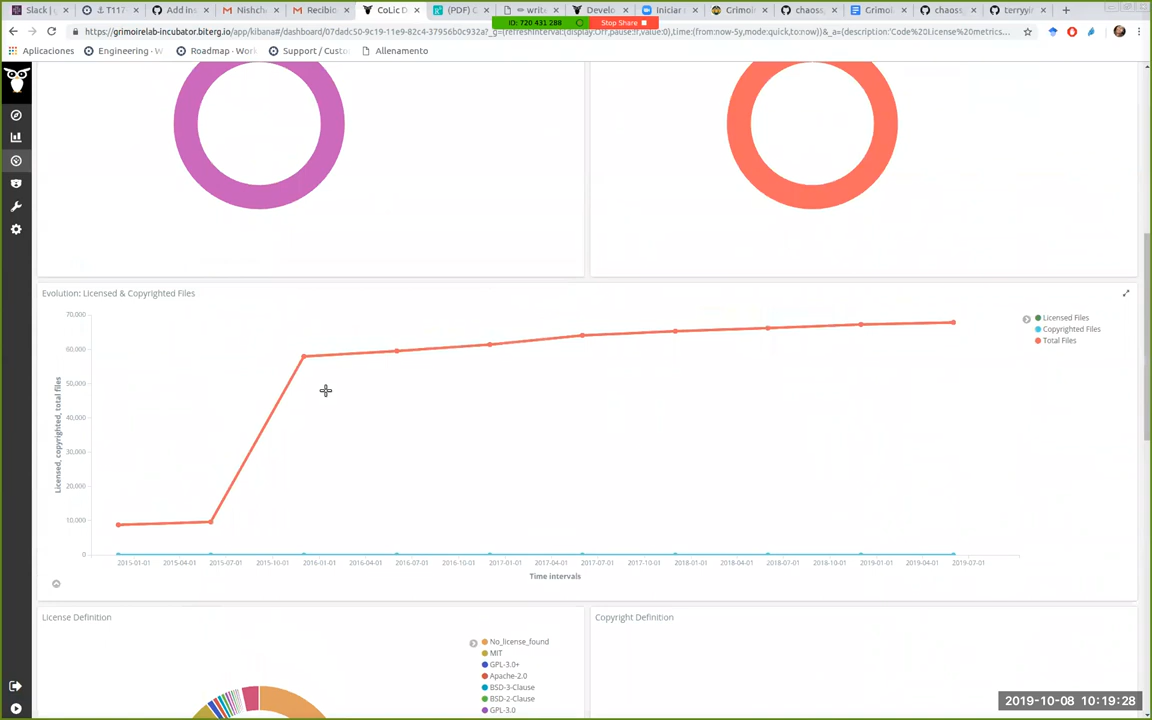 Slack | T117 Add in Nishch Recibio CoLic D (PDF) C write Develo Iniciar Grimoi chaoss, Grimoi chaoss, terryyin
ID: 720 431 288 Stop Share
https://grimoirelab-incubator.biterg.io/app/kibana#/dashboard/07dadc50-9c19-11e9-82c4-37956b0c932a?_g=(refreshInterval:(display:Off,pause:!f,value:0),time:(from:now-5y,mode:quick,to:now))&_a=(description:'Code%20License%20metrics...
Aplicaciones Engineering · W Roadmap · Work Support / Custo Allenamento
Evolution: Licensed & Copyrighted Files
70,000
60,000
50,000
40,000
30,000
20,000
10,000
0
Licensed, copyrighted, total files
Licensed Files
Copyrighted Files
Total Files
2015-01-01 2015-04-01 2015-07-01 2015-10-01 2016-01-01 2016-04-01 2016-07-01 2016-10-01 2017-01-01 2017-04-01 2017-07-01 2017-10-01 2018-01-01 2018-04-01 2018-07-01 2018-10-01 2019-01-01 2019-04-01 2019-07-01
Time intervals
License Definition
No_license_found
MIT
GPL-3.0+
Apache-2.0
BSD-3-Clause
BSD-2-Clause
GPL-3.0
Copyright Definition
2019-10-08 10:19:28